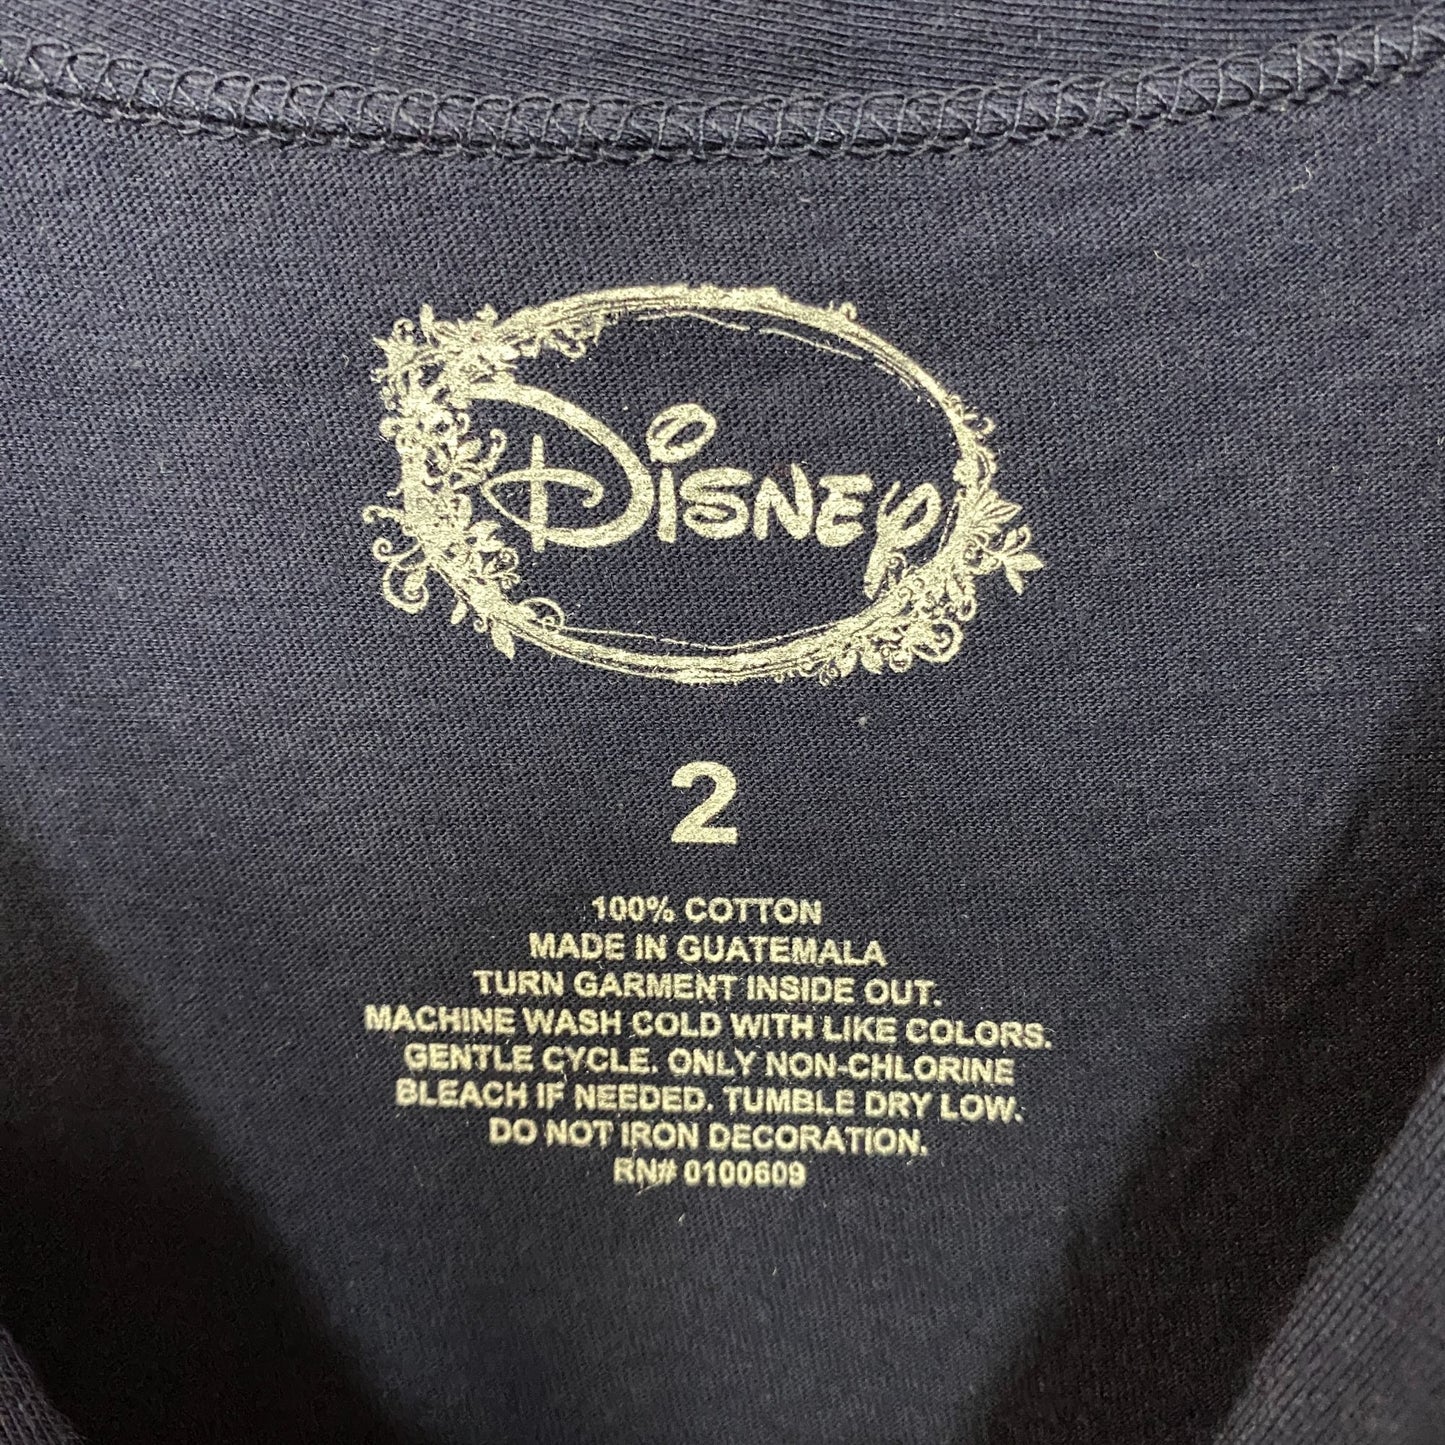 Disney
2
100% COTTON
MADE IN GUATEMALA
TURN GARMENT INSIDE OUT.
MACHINE WASH COLD WITH LIKE COLORS.
GENTLE CYCLE. ONLY NON-CHLORINE
BLEACH IF NEEDED. TUMBLE DRY LOW.
DO NOT IRON DECORATION.
RN# 0100609